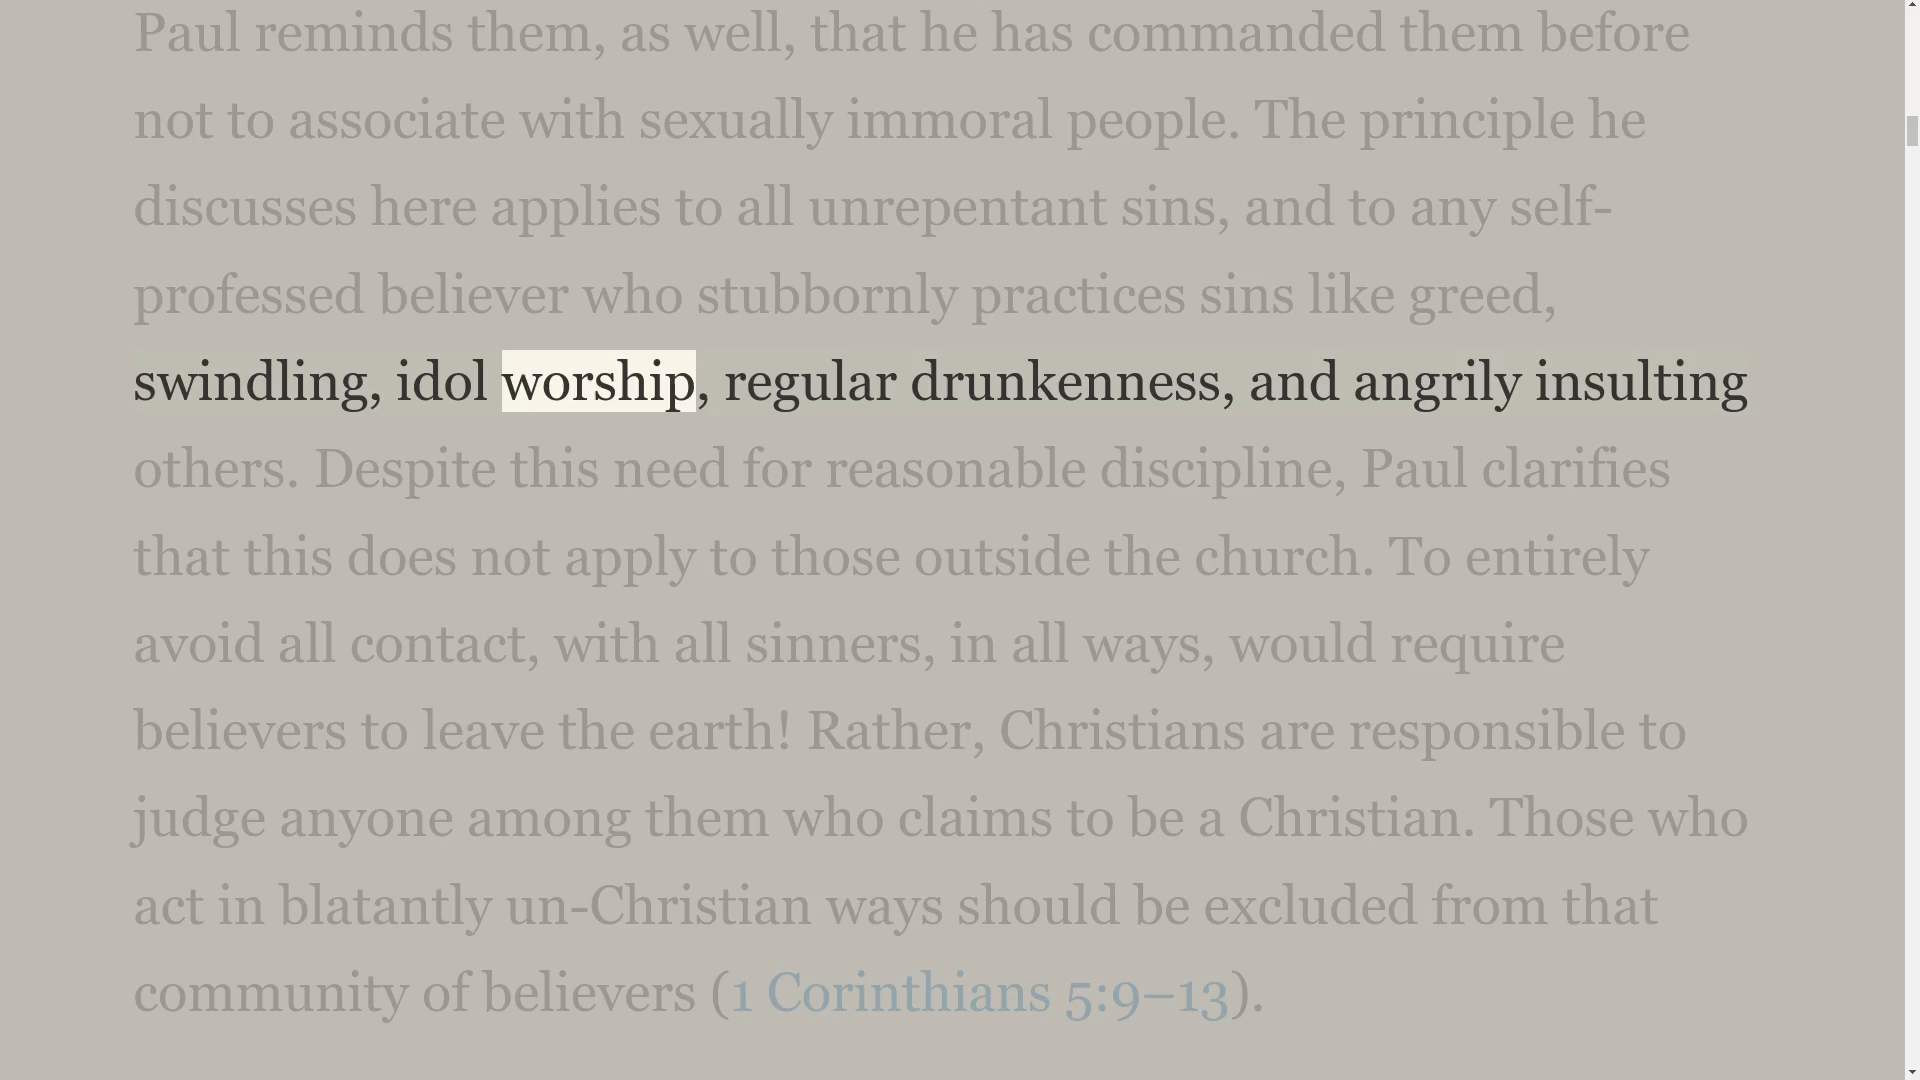 Paul reminds them, as well, that he has commanded them before
not to associate with sexually immoral people. The principle he
discusses here applies to all unrepentant sins, and to any self-
professed believer who stubbornly practices sins like greed,
swindling, idol worship, regular drunkenness, and angrily insulting
others. Despite this need for reasonable discipline, Paul clarifies
that this does not apply to those outside the church. To entirely
avoid all contact, with all sinners, in all ways, would require
believers to leave the earth! Rather, Christians are responsible to
judge anyone among them who claims to be a Christian. Those who
act in blatantly un-Christian ways should be excluded from that
community of believers (1 Corinthians 5:9–13).